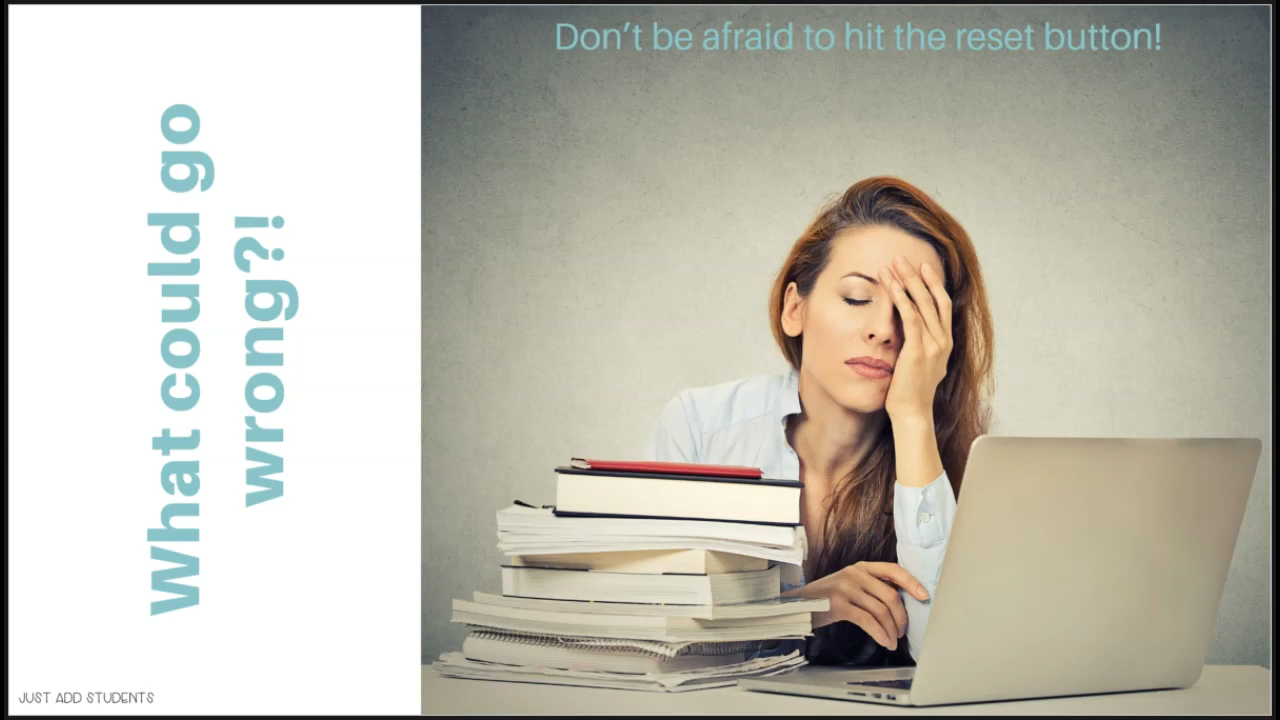 What could go
wrong?!
Don’t be afraid to hit the reset button!
JUST ADD STUDENTS